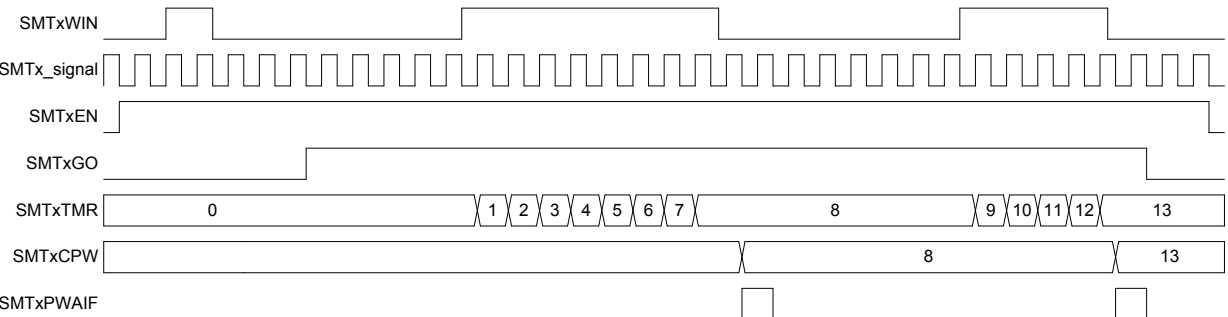 SMTxWIN
SMTx_signal
SMTxEN
SMTxGO
SMTxTMR 0 1 2 3 4 5 6 7 8 9 10 11 12 13
SMTxCPW 8 13
SMTxPWAIF